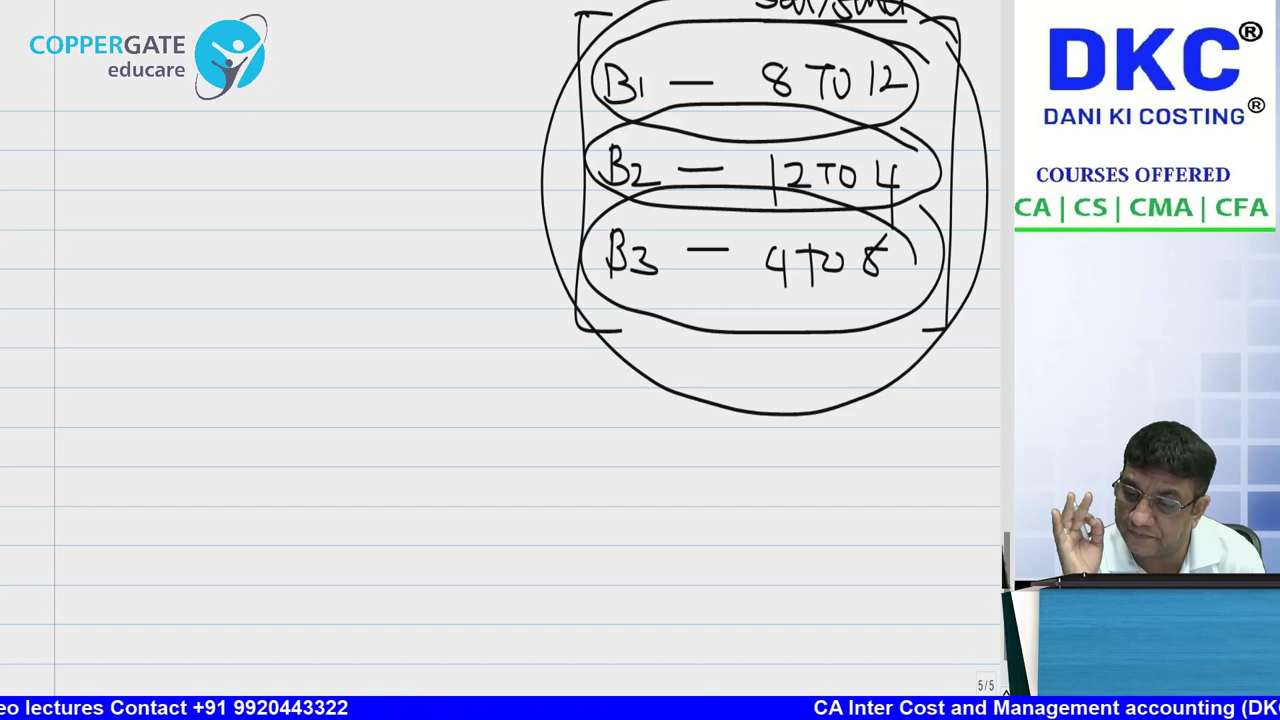 COPPERGATE
educare
B1 — 8 TO 12
B2 — 12 TO 4
B3 — 4 TO 8
5/5
DKC®
DANI KI COSTING®
COURSES OFFERED
CA | CS | CMA | CFA
eo lectures Contact +91 9920443322
CA Inter Cost and Management accounting (DK